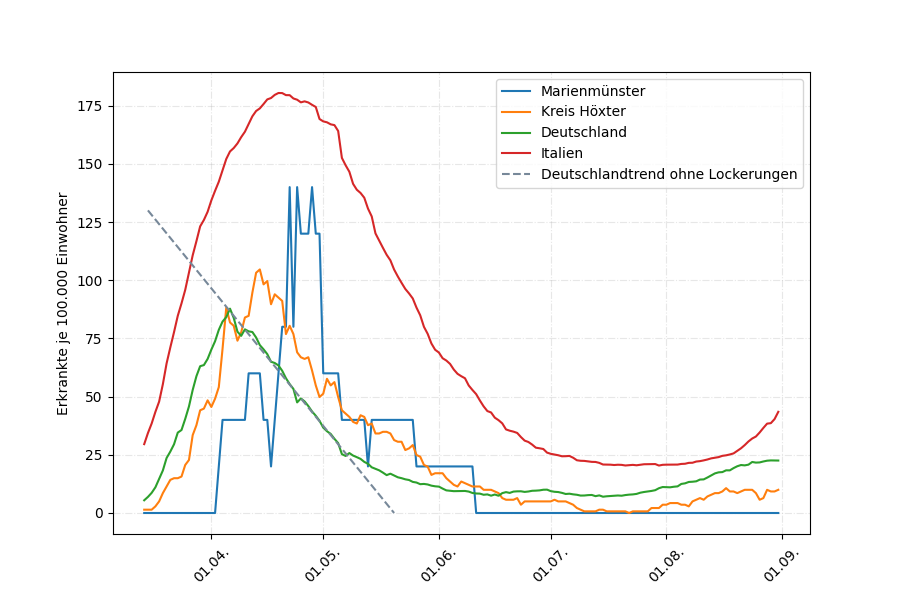 Erkrankte je 100.000 Einwohner
175
150
125
100
75
50
25
0
Marienmünster
Kreis Höxter
Deutschland
Italien
Deutschlandtrend ohne Lockerungen
01.04.
01.05.
01.06.
01.07.
01.08.
01.09.